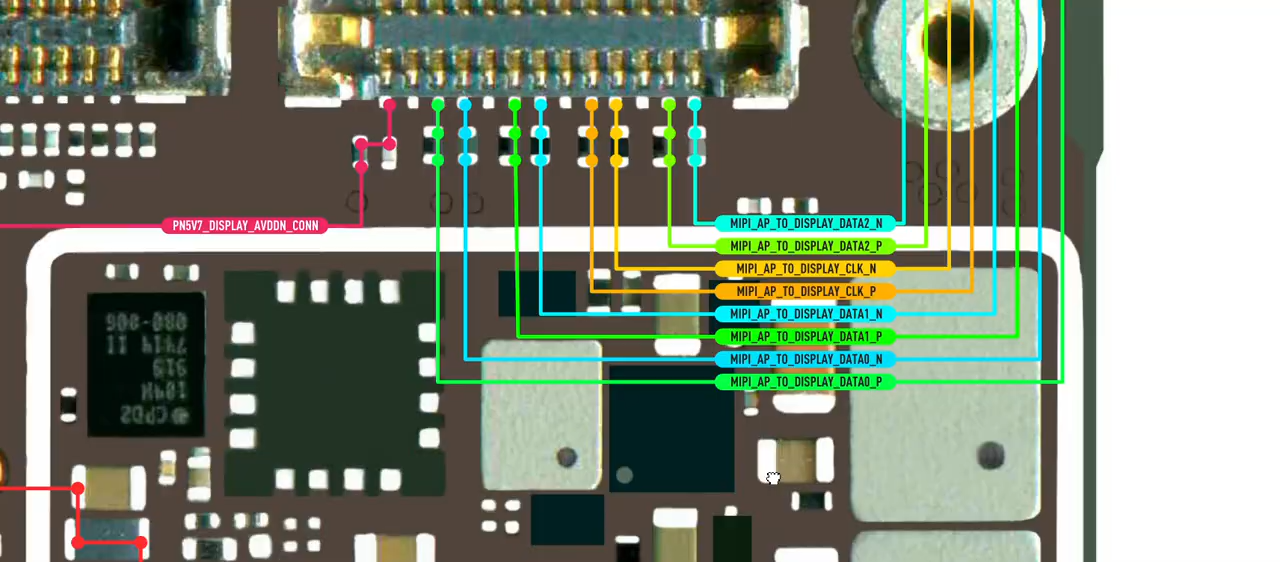 PN5V7_DISPLAY_AVDDN_CONN
MIPI_AP_TO_DISPLAY_DATA2_N
MIPI_AP_TO_DISPLAY_DATA2_P
MIPI_AP_TO_DISPLAY_CLK_N
MIPI_AP_TO_DISPLAY_CLK_P
MIPI_AP_TO_DISPLAY_DATA1_N
MIPI_AP_TO_DISPLAY_DATA1_P
MIPI_AP_TO_DISPLAY_DATA0_N
MIPI_AP_TO_DISPLAY_DATA0_P